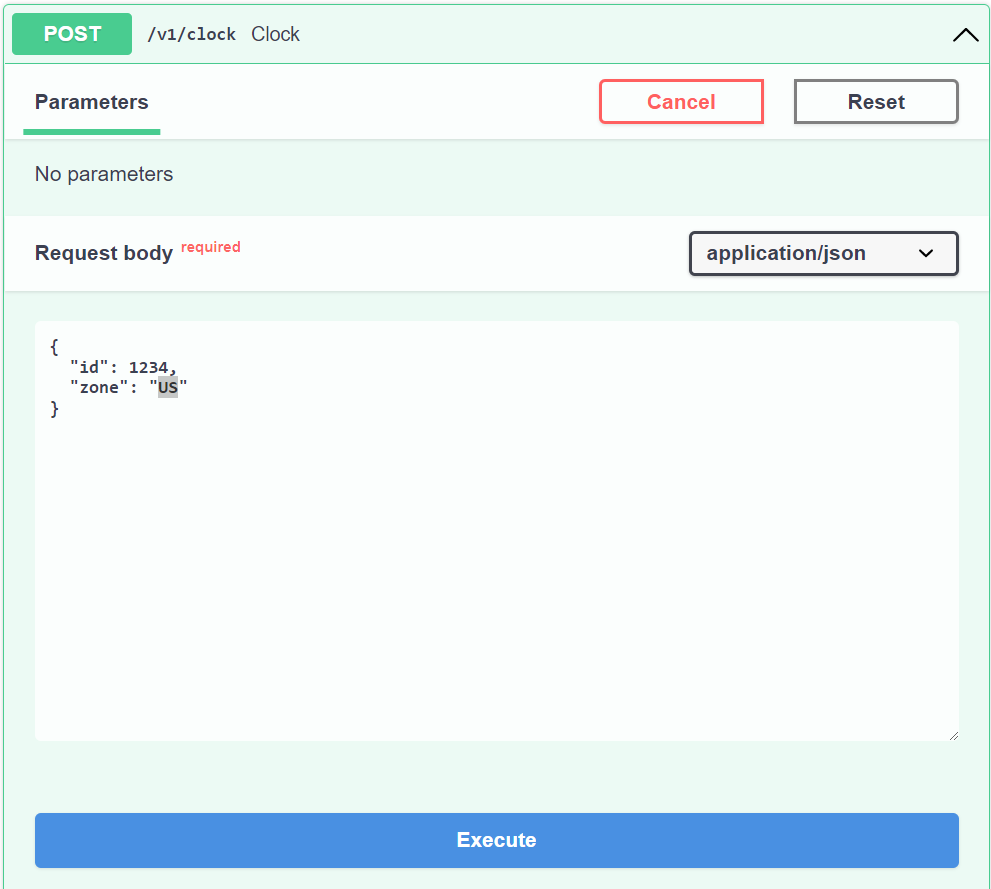 POST /v1/clock Clock
Parameters Cancel Reset
No parameters
Request body required application/json
{
  "id": 1234,
  "zone": "US"
}
Execute